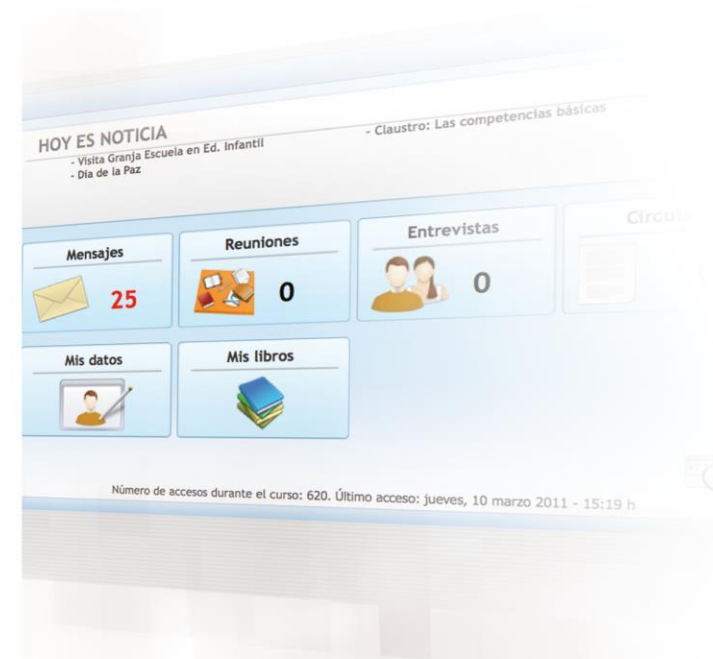 HOY ES NOTICIA
- Visita Granja Escuela en Ed. Infantil
- Día de la Paz
- Claustro: Las competencias básicas
Mensajes
25
Reuniones
0
Entrevistas
0
Mis datos
Mis libros
Número de accesos durante el curso: 620. Último acceso: jueves, 10 marzo 2011 - 15:19 h